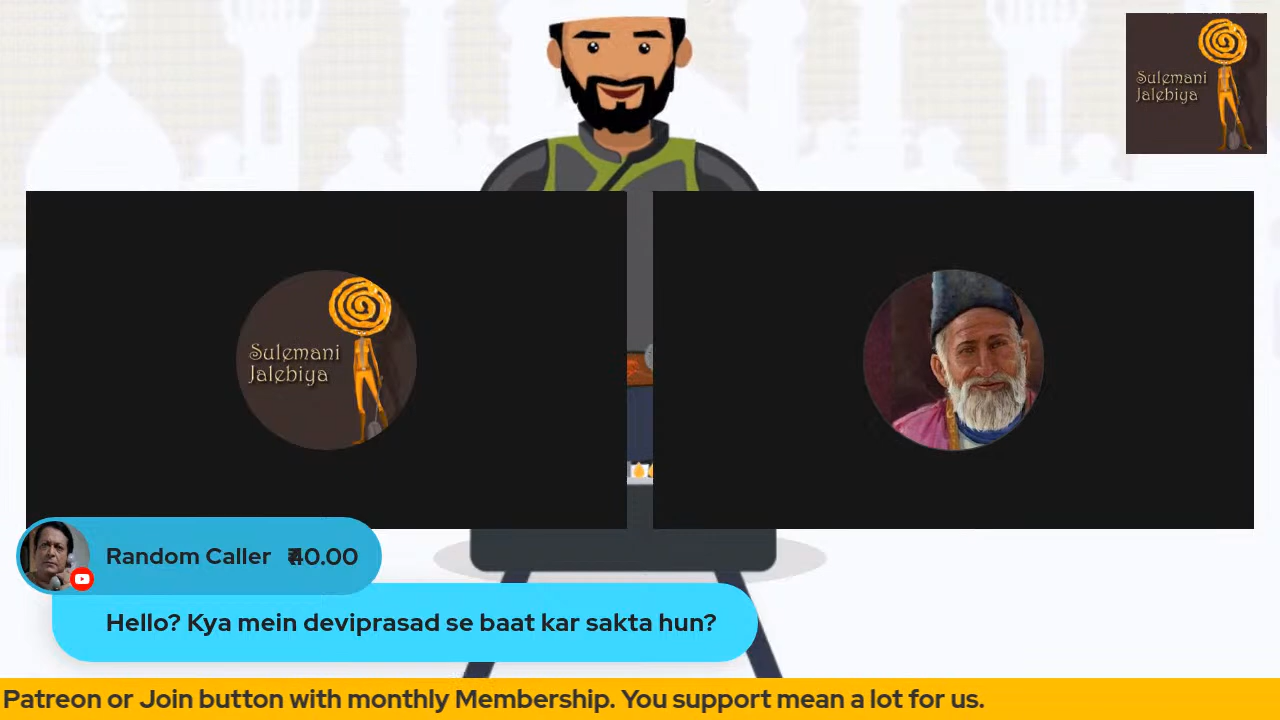 Sulemani
Jalebiya
Sulemani
Jalebiya
Random Caller ₹40.00
Hello? Kya mein deviprasad se baat kar sakta hun?
Patreon or Join button with monthly Membership. You support mean a lot for us.